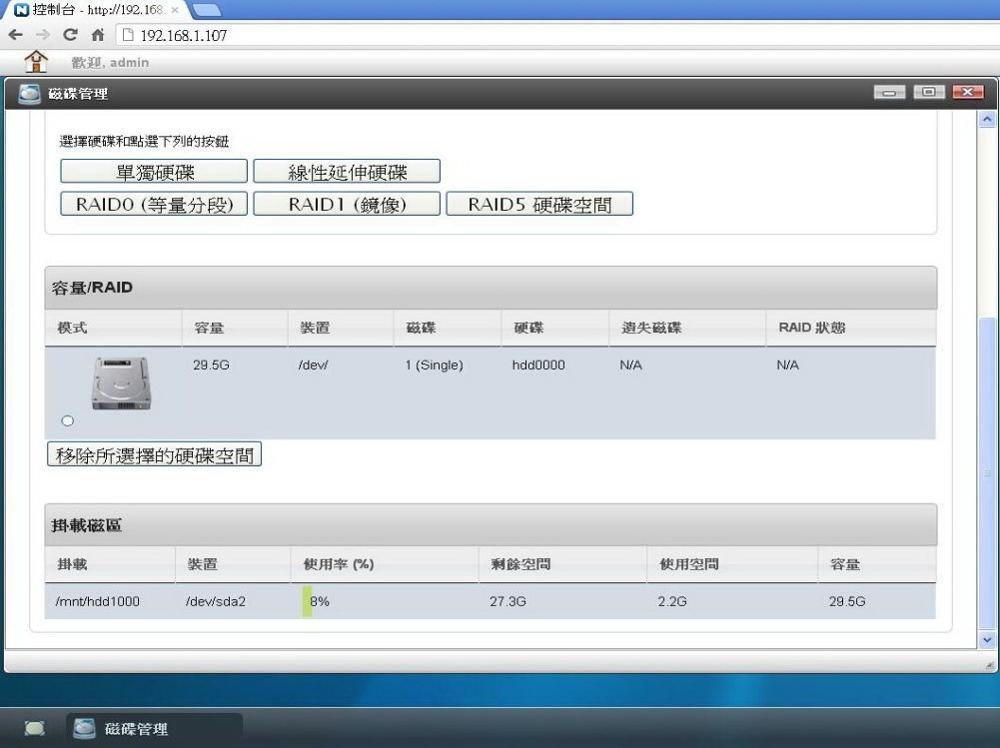 控制台 - http://192.168.
192.168.1.107
歡迎, admin
磁碟管理
選擇硬碟和點選下列的按鈕
單獨硬碟 線性延伸硬碟
RAID0 (等量分段) RAID1 (鏡像) RAID5 硬碟空間
容量/RAID
模式 容量 裝置 磁碟 硬碟 遺失磁碟 RAID 狀態
29.5G /dev/ 1 (Single) hdd0000 N/A N/A
移除所選擇的硬碟空間
掛載磁區
掛載 裝置 使用率 (%) 剩餘空間 使用空間 容量
/mnt/hdd1000 /dev/sda2 8% 27.3G 2.2G 29.5G
磁碟管理